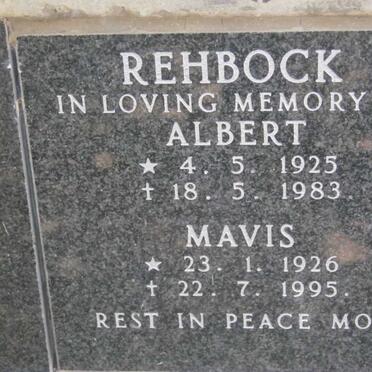 REHBOCK
IN LOVING MEMORY
ALBERT
★ 4. 5. 1925
✝ 18. 5. 1983.
MAVIS
★ 23. 1. 1926
✝ 22. 7. 1995.
REST IN PEACE MO